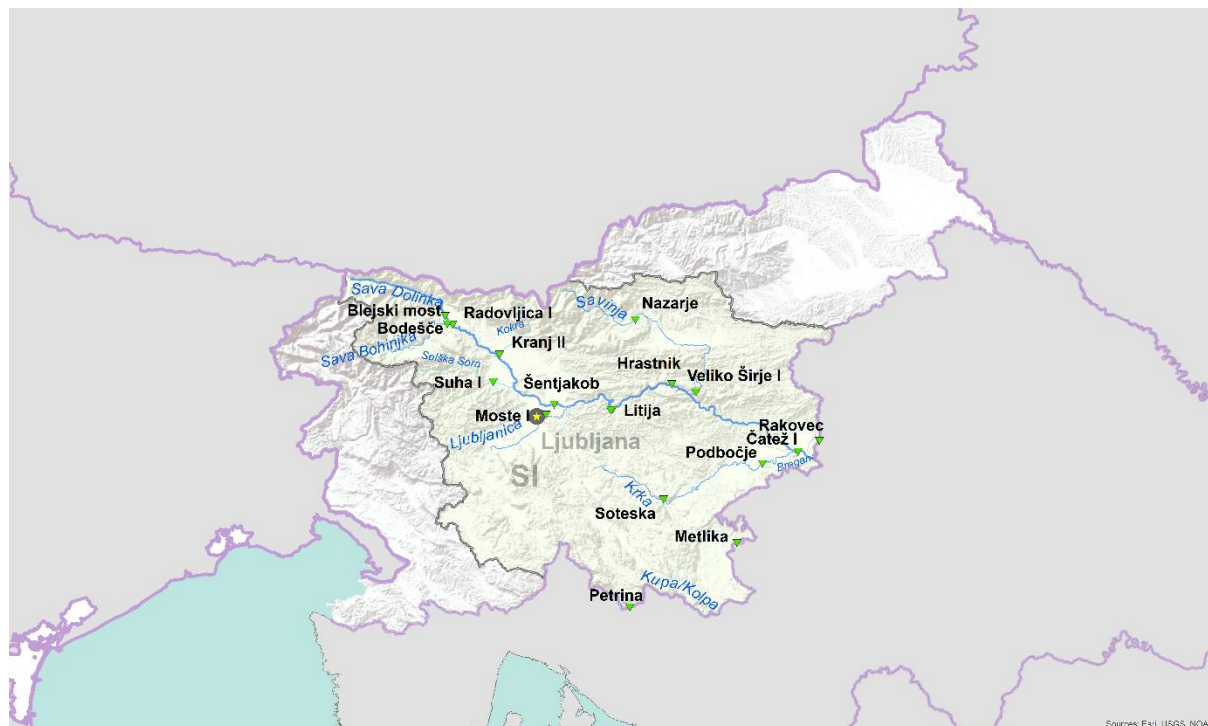 Sava Dolinka
Blejski most
Radovljica I
Bodešče
Sava Bohinjka
Kokra
Kranj II
Selška Sora
Suha I
Savinja
Nazarje
Hrastnik
Veliko Širje I
Šentjakob
Moste I
Litija
Ljubljanica
Ljubljana
SI
Rakovec
Čatež I
Podbočje
Bregana
Krka
Soteska
Metlika
Kupa/Kolpa
Petrina
Sources: Esri, USGS, NOAA